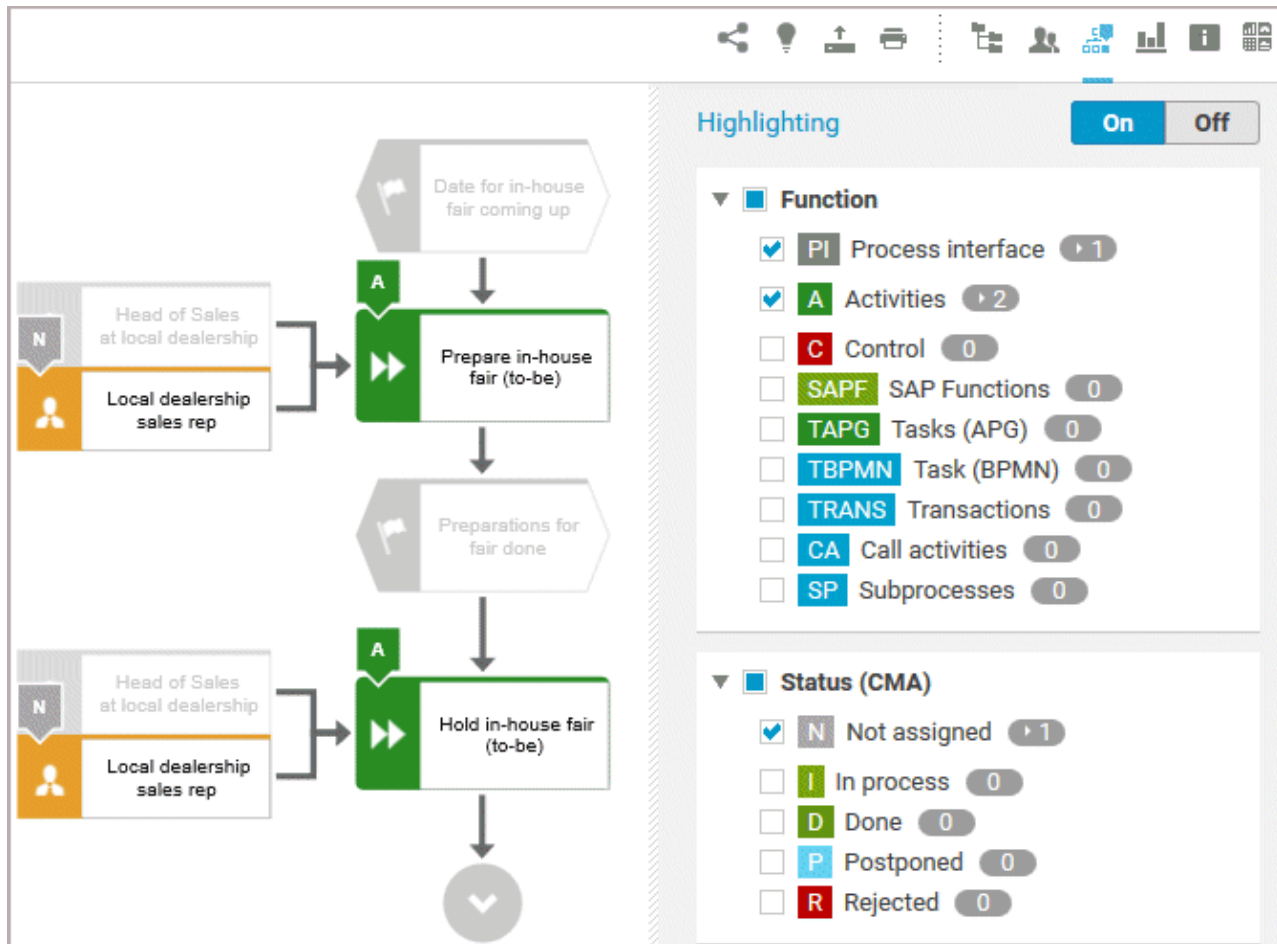 Highlighting
On
Off
Date for in-house
fair coming up
A
Head of Sales
at local dealership
N
Local dealership
sales rep
Prepare in-house
fair (to-be)
Preparations for
fair done
A
Head of Sales
at local dealership
N
Local dealership
sales rep
Hold in-house fair
(to-be)
Function
PI Process interface 1
A Activities 2
C Control 0
SAPF SAP Functions 0
TAPG Tasks (APG) 0
TBPMN Task (BPMN) 0
TRANS Transactions 0
CA Call activities 0
SP Subprocesses 0
Status (CMA)
N Not assigned 1
I In process 0
D Done 0
P Postponed 0
R Rejected 0